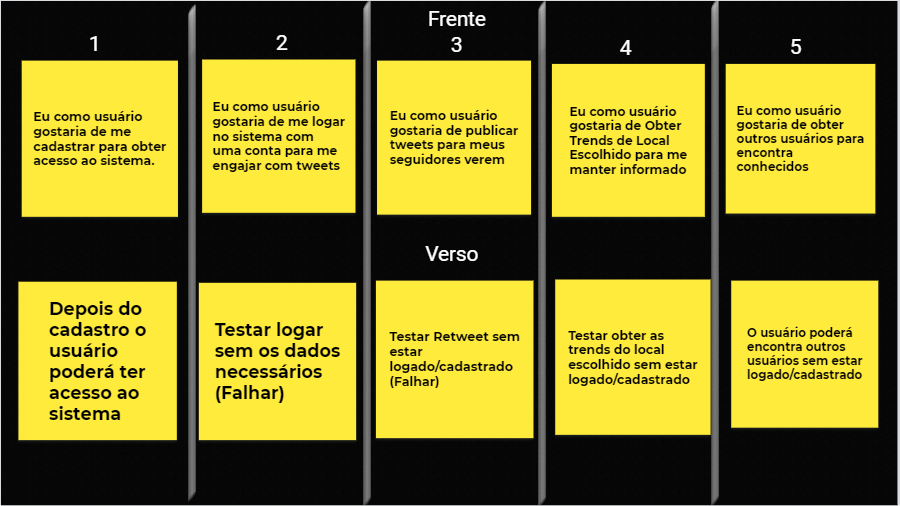 Frente
1
2
3
4
5
Eu como usuário
gostaria de me
cadastrar para obter
acesso ao sistema.
Eu como usuário
gostaria de me logar
no sistema com
uma conta para me
engajar com tweets
Eu como usuário
gostaria de publicar
tweets para meus
seguidores verem
Eu como usuário
gostaria de Obter
Trends de Local
Escolhido para me
manter informado
Eu como usuário
gostaria de obter
outros usuários para
encontra
conhecidos
Verso
Depois do
cadastro o
usuário
poderá ter
acesso ao
sistema
Testar logar
sem os dados
necessários
(Falhar)
Testar Retweet sem
estar
logado/cadastrado
(Falhar)
Testar obter as
trends do local
escolhido sem estar
logado/cadastrado
O usuário poderá
encontra outros
usuários sem estar
logado/cadastrado